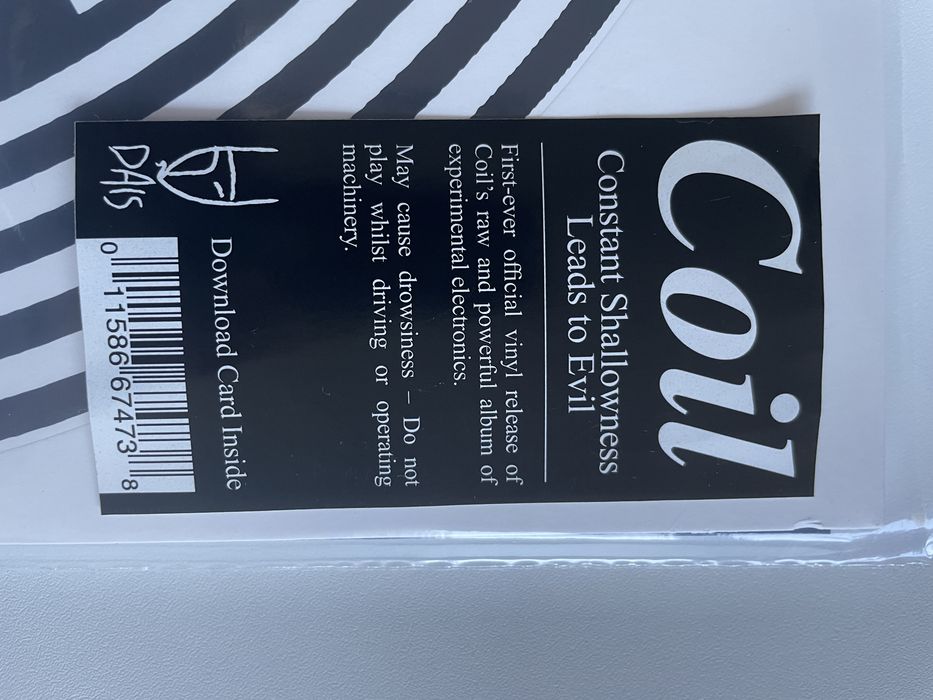 Coil
Constant Shallowness
Leads to Evil
First-ever official vinyl release of
Coil's raw and powerful album of
experimental electronics.
May cause drowsiness – Do not
play whilst driving or operating
machinery.
Download Card Inside
DAIS
0 11586 67473 8